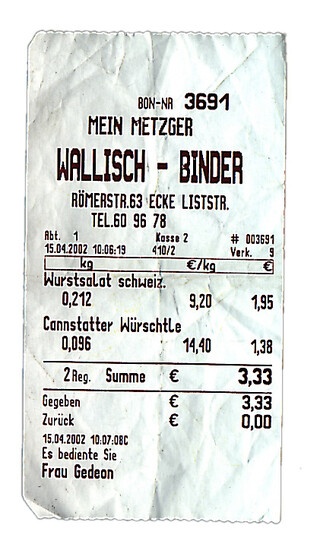 BON-NR 3691
MEIN METZGER
WALLISCH - BINDER
RÖMERSTR.63 ECKE LISTSTR.
TEL.60 96 78
Abt. 1 Kasse 2 # 003691
15.04.2002 10:06:19 410/2 Verk. 9
kg €/kg €
Wurstsalat schweiz.
0,212 9,20 1,95
Cannstatter Würschtle
0,096 14,40 1,38
2 Reg. Summe € 3,33
Gegeben € 3,33
Zurück € 0,00
15.04.2002 10:07:08C
Es bediente Sie
Frau Gedeon